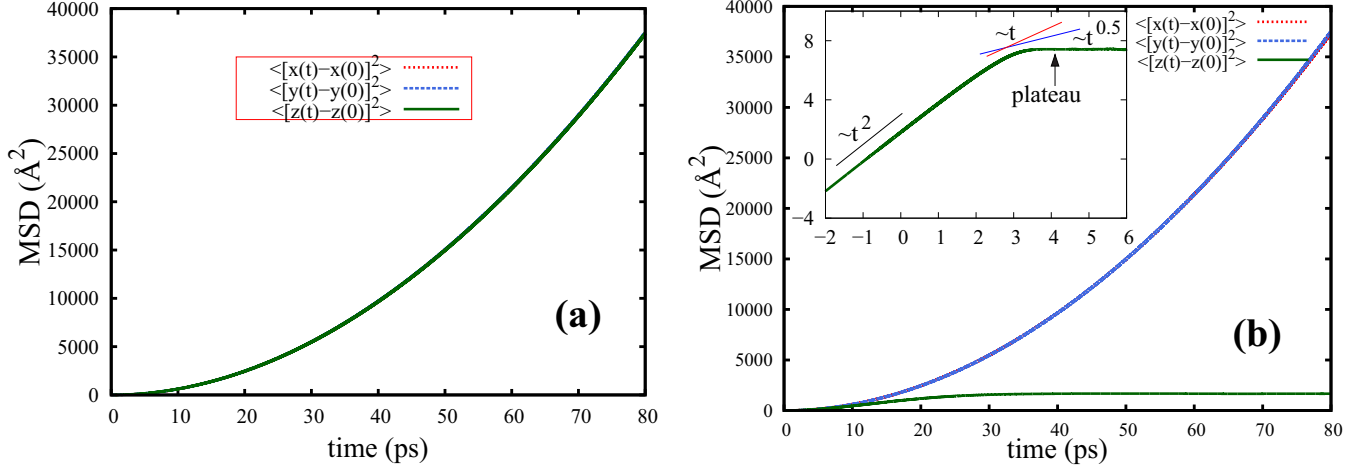 40000
35000
30000
25000
20000
15000
10000
5000
0
MSD (Å²)
<[x(t)−x(0)]²>
<[y(t)−y(0)]²>
<[z(t)−z(0)]²>
(a)
0 10 20 30 40 50 60 70 80
time (ps)
40000
35000
30000
25000
20000
15000
10000
5000
0
MSD (Å²)
<[x(t)−x(0)]²>
<[y(t)−y(0)]²>
<[z(t)−z(0)]²>
8
4
0
−4
~t
~t^0.5
plateau
~t²
−2 −1 0 1 2 3 4 5 6
(b)
0 10 20 30 40 50 60 70 80
time (ps)